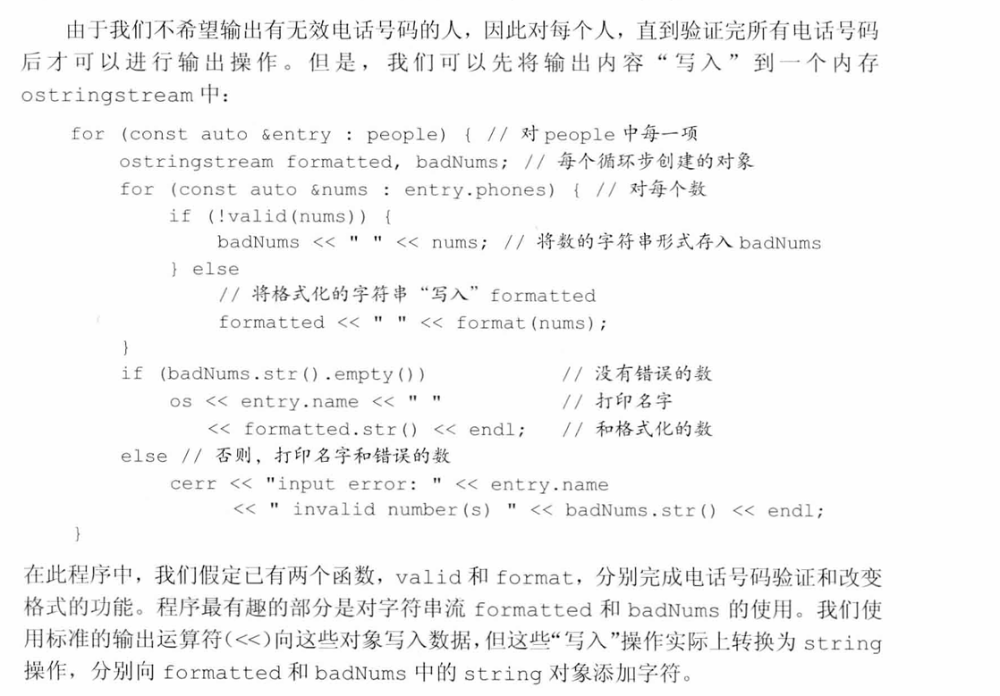 由于我们不希望输出有无效电话号码的人，因此对每个人，直到验证完所有电话号码
后才可以进行输出操作。但是，我们可以先将输出内容“写入”到一个内存
ostringstream 中：
for (const auto &entry : people) { // 对 people 中每一项
    ostringstream formatted, badNums; // 每个循环步创建的对象
    for (const auto &nums : entry.phones) { // 对每个数
        if (!valid(nums)) {
            badNums << " " << nums; // 将数的字符串形式存入 badNums
        } else
            // 将格式化的字符串“写入”formatted
            formatted << " " << format(nums);
    }
    if (badNums.str().empty()) // 没有错误的数
        os << entry.name << " " // 打印名字
           << formatted.str() << endl; // 和格式化的数
    else // 否则，打印名字和错误的数
        cerr << "input error: " << entry.name
             << " invalid number(s) " << badNums.str() << endl;
}
在此程序中，我们假定已有两个函数，valid 和 format，分别完成电话号码验证和改变
格式的功能。程序最有趣的部分是对字符串流 formatted 和 badNums 的使用。我们使
用标准的输出运算符(<<)向这些对象写入数据，但这些“写入”操作实际上转换为 string
操作，分别向 formatted 和 badNums 中的 string 对象添加字符。